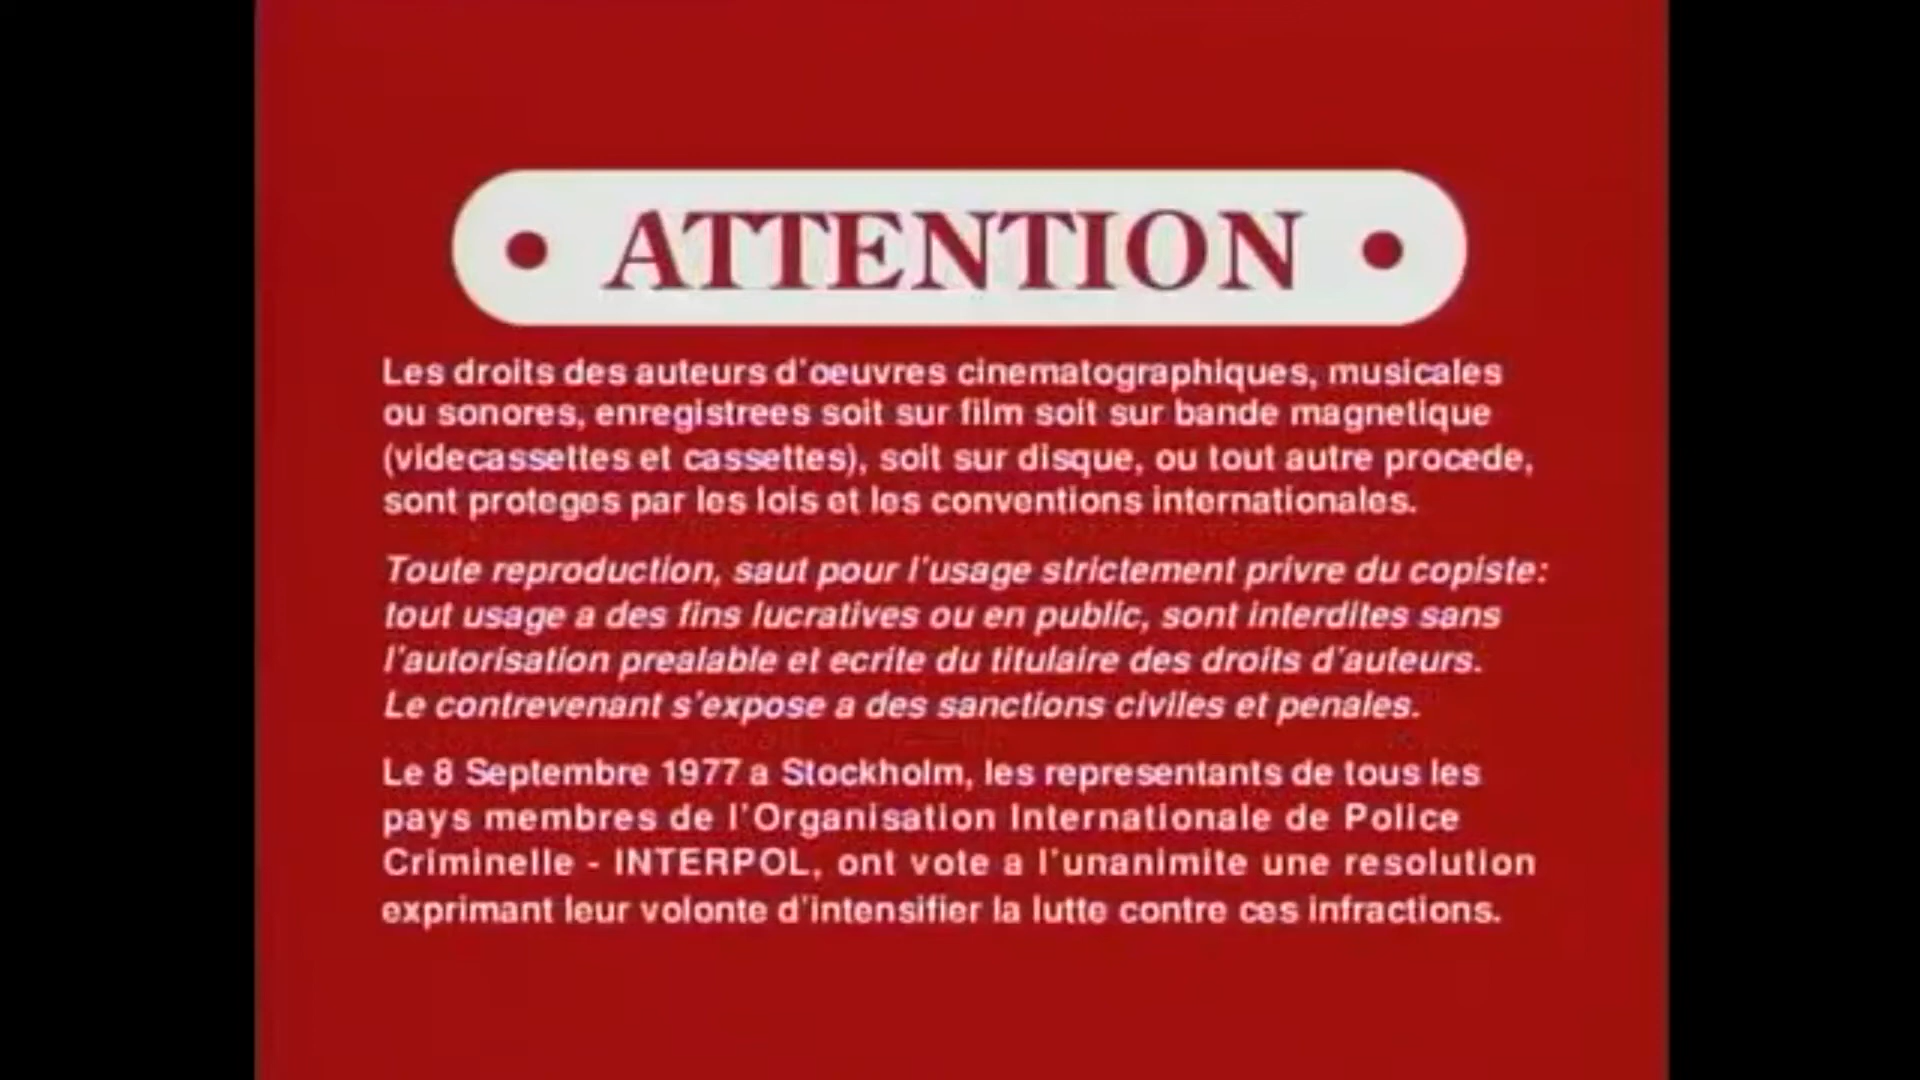 • ATTENTION •
Les droits des auteurs d'oeuvres cinematographiques, musicales
ou sonores, enregistrees soit sur film soit sur bande magnetique
(videcassettes et cassettes), soit sur disque, ou tout autre procede,
sont proteges par les lois et les conventions internationales.
Toute reproduction, saut pour l'usage strictement privre du copiste:
tout usage a des fins lucratives ou en public, sont interdites sans
l'autorisation prealable et ecrite du titulaire des droits d'auteurs.
Le contrevenant s'expose a des sanctions civiles et penales.
Le 8 Septembre 1977 a Stockholm, les representants de tous les
pays membres de l'Organisation Internationale de Police
Criminelle - INTERPOL, ont vote a l'unanimite une resolution
exprimant leur volonte d'intensifier la lutte contre ces infractions.